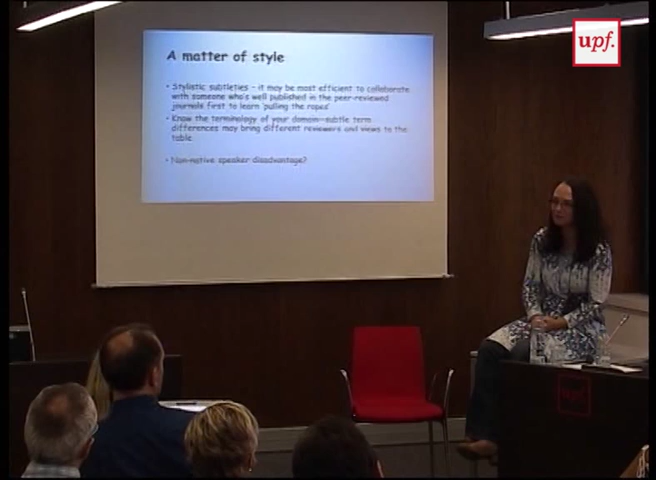 upf.
A matter of style
• Stylistic subtleties – it may be most efficient to collaborate
with someone who's well published in the peer-reviewed
journals first to learn 'pulling the ropes'
• Know the terminology of your domain—subtle term
differences may bring different reviewers and views to the
table
• Non-native speaker disadvantage?
upf.